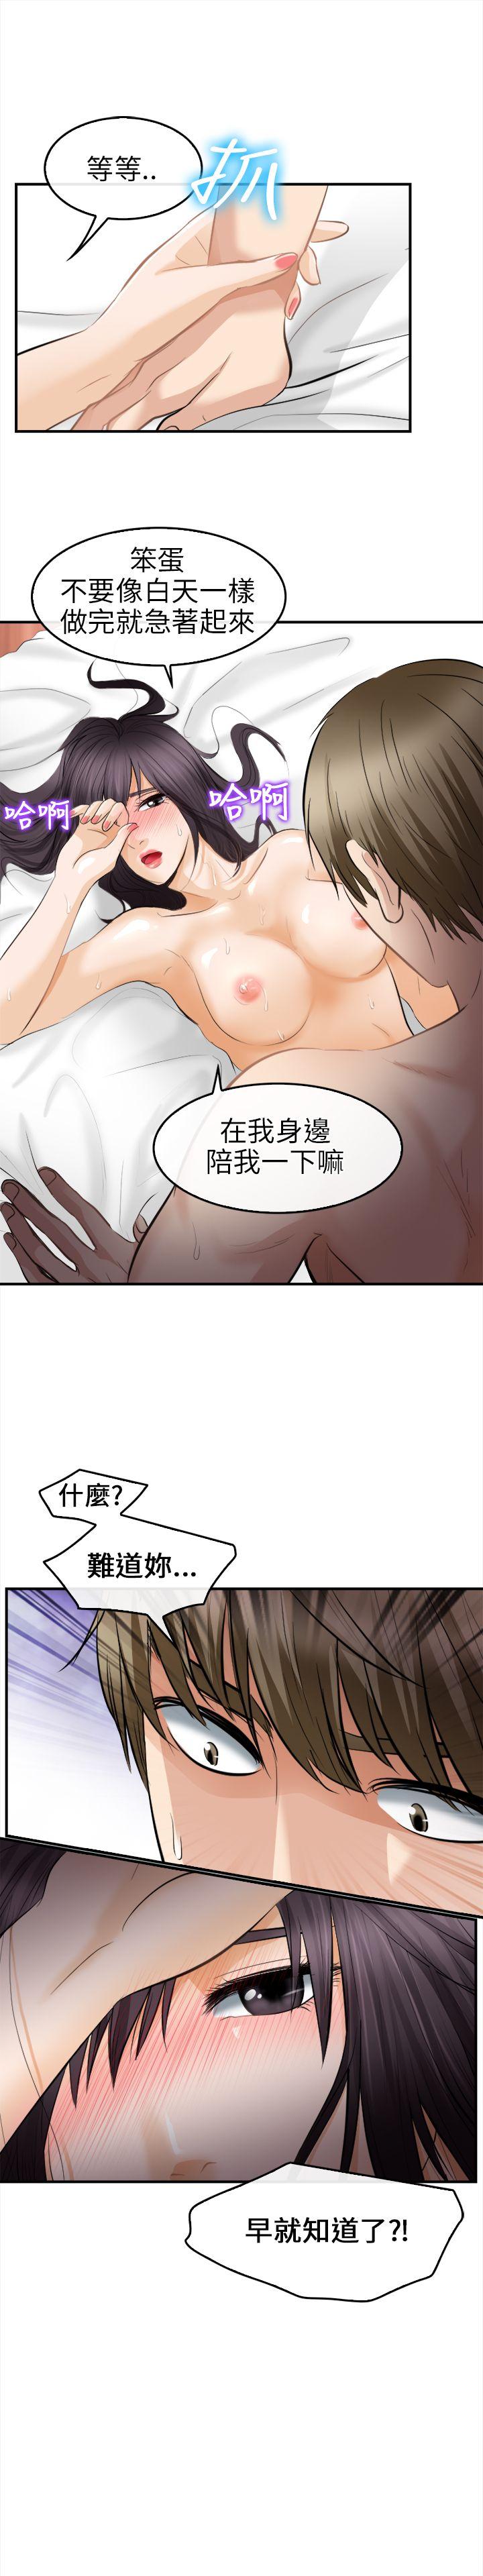 等等..
抓
笨蛋
不要像白天一樣
做完就急著起來
哈啊
哈啊
在我身邊
陪我一下嘛
什麼?
難道妳...
早就知道了?!